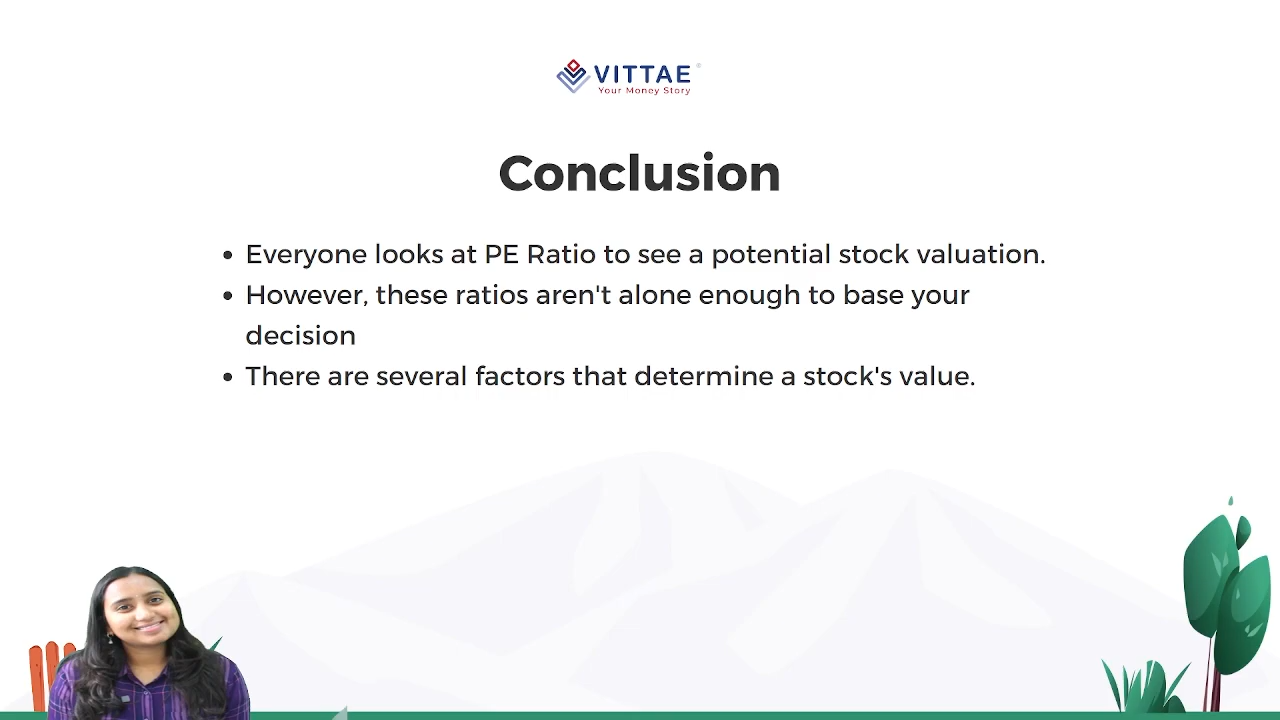 VITTAE®
Your Money Story
Conclusion
• Everyone looks at PE Ratio to see a potential stock valuation.
• However, these ratios aren't alone enough to base your
decision
• There are several factors that determine a stock's value.